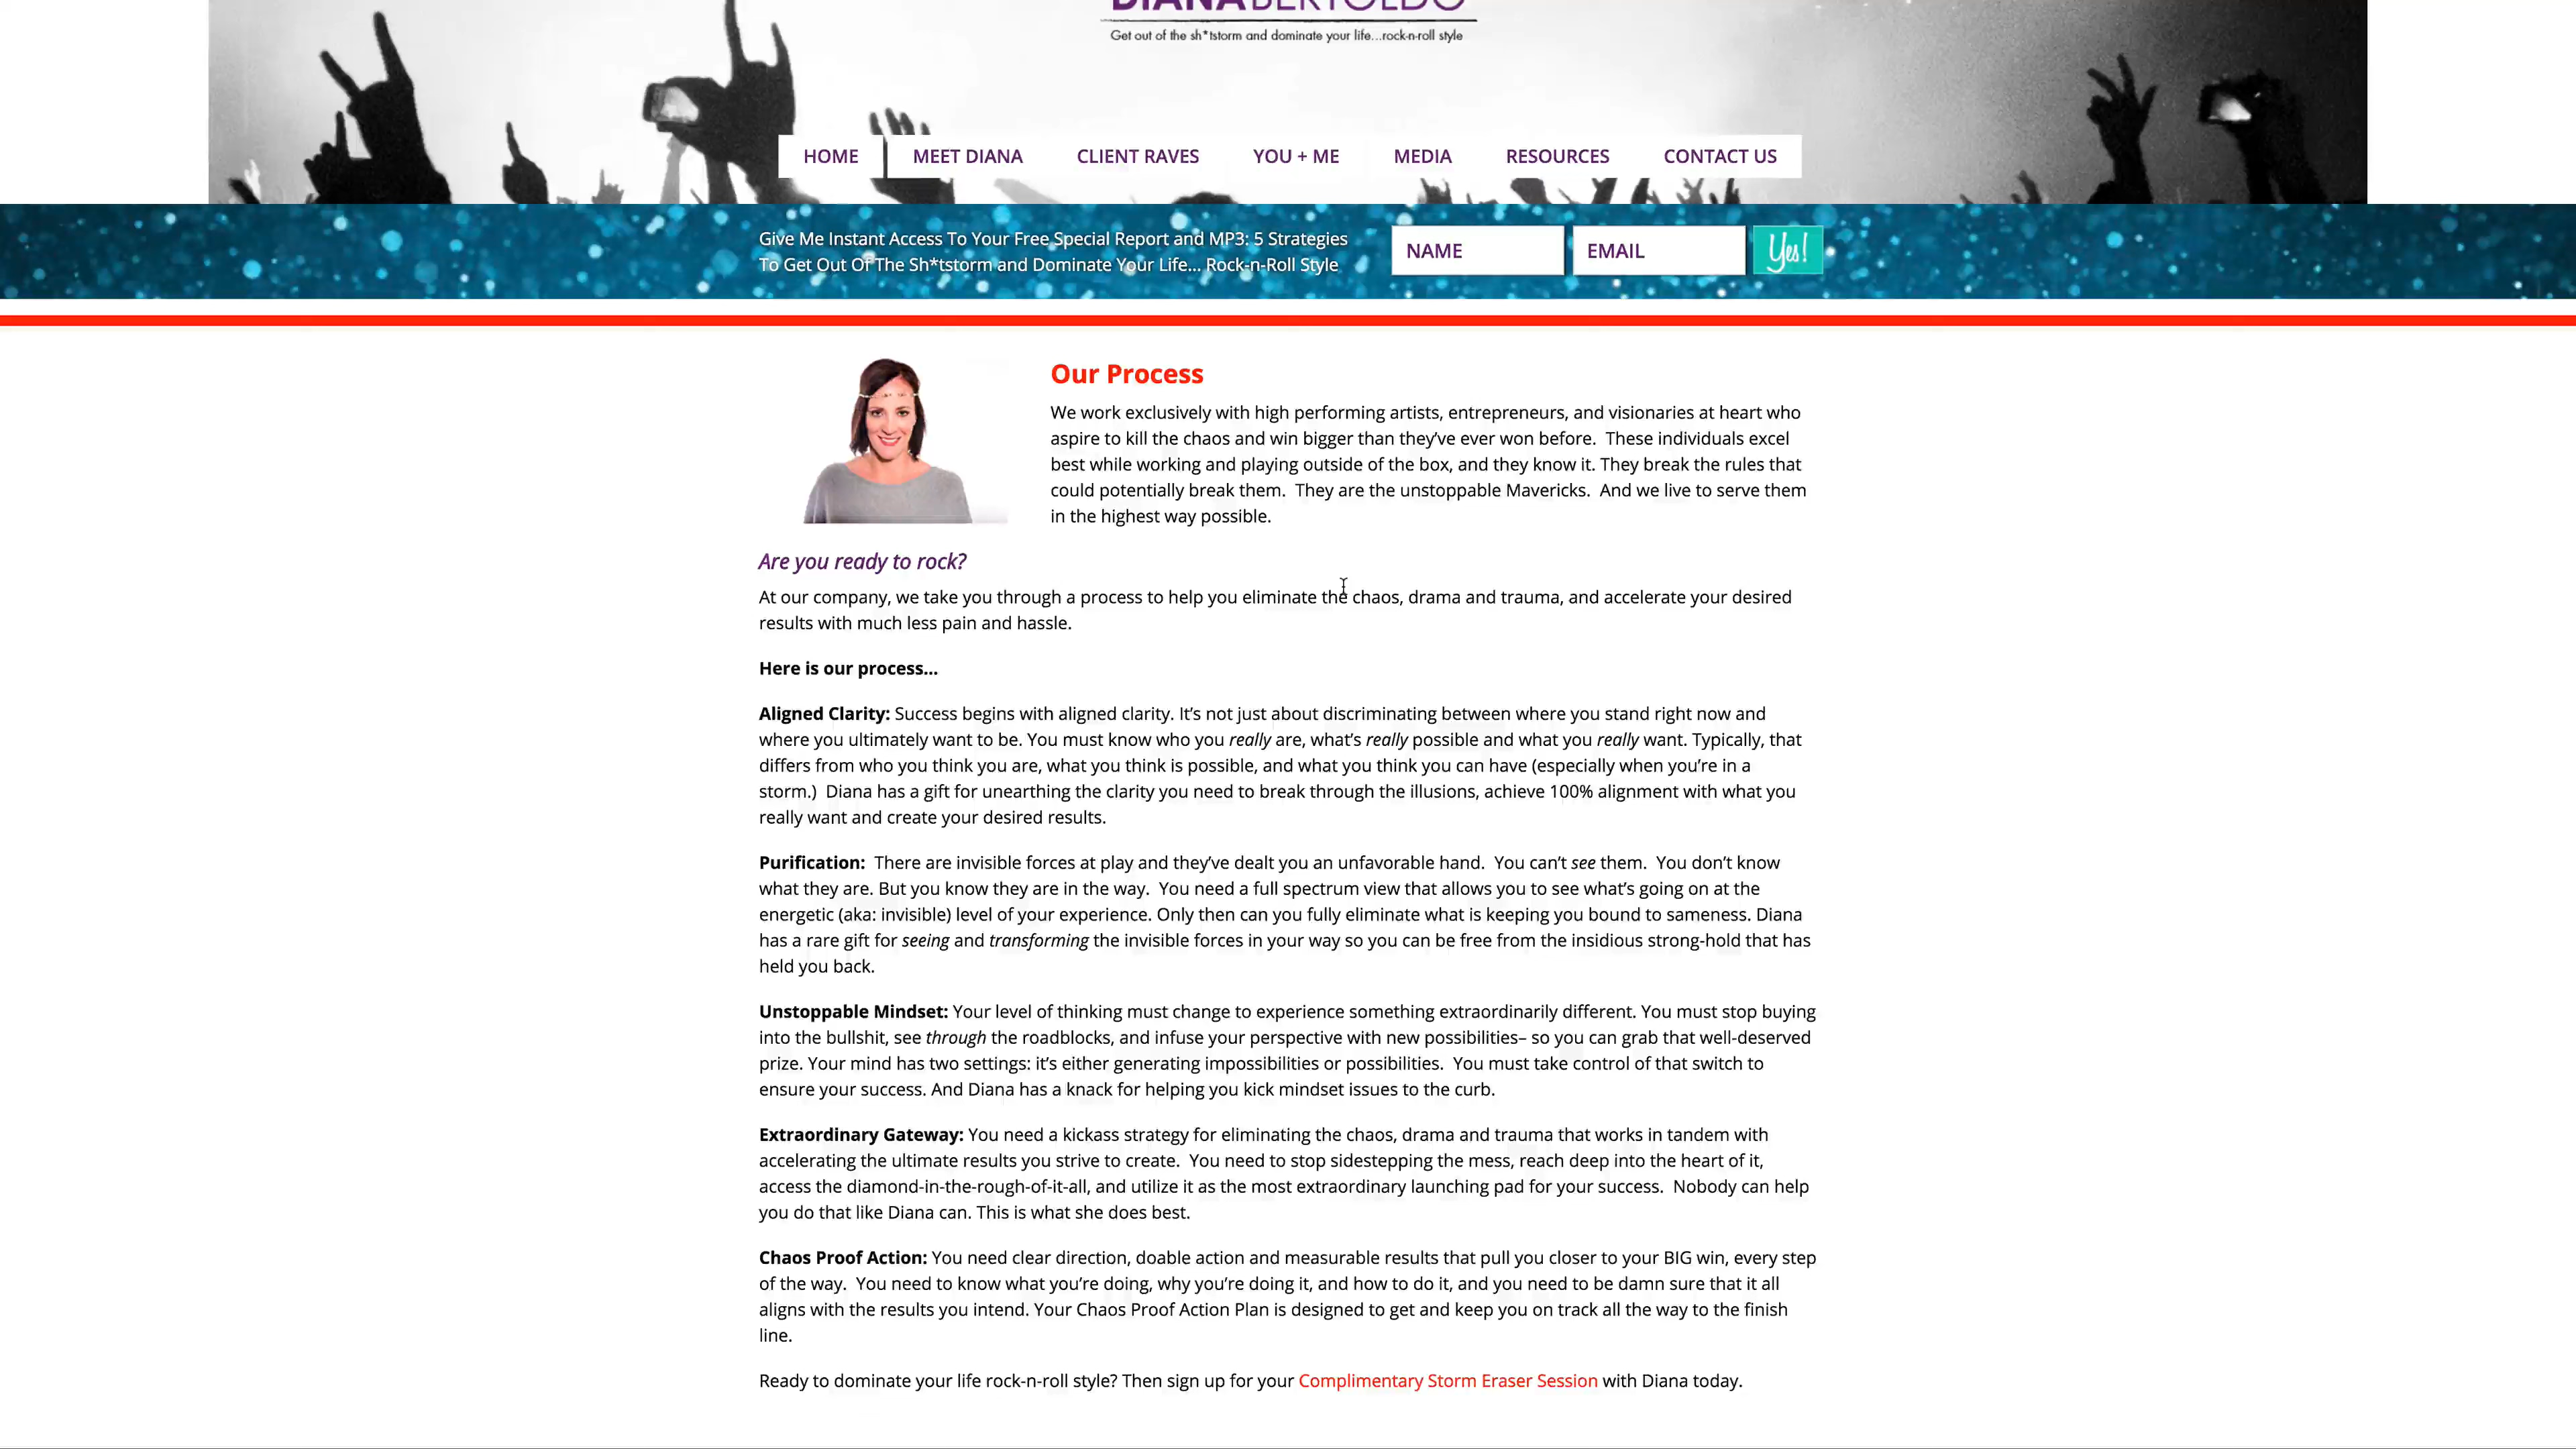 DIANABERTOLDO
Get out of the sh*tstorm and dominate your life...rock-n-roll style
HOME MEET DIANA CLIENT RAVES YOU + ME MEDIA RESOURCES CONTACT US
Give Me Instant Access To Your Free Special Report and MP3: 5 Strategies
To Get Out Of The Sh*tstorm and Dominate Your Life... Rock-n-Roll Style
NAME EMAIL Yes!
Our Process
We work exclusively with high performing artists, entrepreneurs, and visionaries at heart who
aspire to kill the chaos and win bigger than they’ve ever won before. These individuals excel
best while working and playing outside of the box, and they know it. They break the rules that
could potentially break them. They are the unstoppable Mavericks. And we live to serve them
in the highest way possible.
Are you ready to rock?
At our company, we take you through a process to help you eliminate the chaos, drama and trauma, and accelerate your desired
results with much less pain and hassle.
Here is our process...
Aligned Clarity: Success begins with aligned clarity. It’s not just about discriminating between where you stand right now and
where you ultimately want to be. You must know who you really are, what’s really possible and what you really want. Typically, that
differs from who you think you are, what you think is possible, and what you think you can have (especially when you’re in a
storm.) Diana has a gift for unearthing the clarity you need to break through the illusions, achieve 100% alignment with what you
really want and create your desired results.
Purification: There are invisible forces at play and they’ve dealt you an unfavorable hand. You can’t see them. You don’t know
what they are. But you know they are in the way. You need a full spectrum view that allows you to see what’s going on at the
energetic (aka: invisible) level of your experience. Only then can you fully eliminate what is keeping you bound to sameness. Diana
has a rare gift for seeing and transforming the invisible forces in your way so you can be free from the insidious strong-hold that has
held you back.
Unstoppable Mindset: Your level of thinking must change to experience something extraordinarily different. You must stop buying
into the bullshit, see through the roadblocks, and infuse your perspective with new possibilities– so you can grab that well-deserved
prize. Your mind has two settings: it’s either generating impossibilities or possibilities. You must take control of that switch to
ensure your success. And Diana has a knack for helping you kick mindset issues to the curb.
Extraordinary Gateway: You need a kickass strategy for eliminating the chaos, drama and trauma that works in tandem with
accelerating the ultimate results you strive to create. You need to stop sidestepping the mess, reach deep into the heart of it,
access the diamond-in-the-rough-of-it-all, and utilize it as the most extraordinary launching pad for your success. Nobody can help
you do that like Diana can. This is what she does best.
Chaos Proof Action: You need clear direction, doable action and measurable results that pull you closer to your BIG win, every step
of the way. You need to know what you’re doing, why you’re doing it, and how to do it, and you need to be damn sure that it all
aligns with the results you intend. Your Chaos Proof Action Plan is designed to get and keep you on track all the way to the finish
line.
Ready to dominate your life rock-n-roll style? Then sign up for your Complimentary Storm Eraser Session with Diana today.